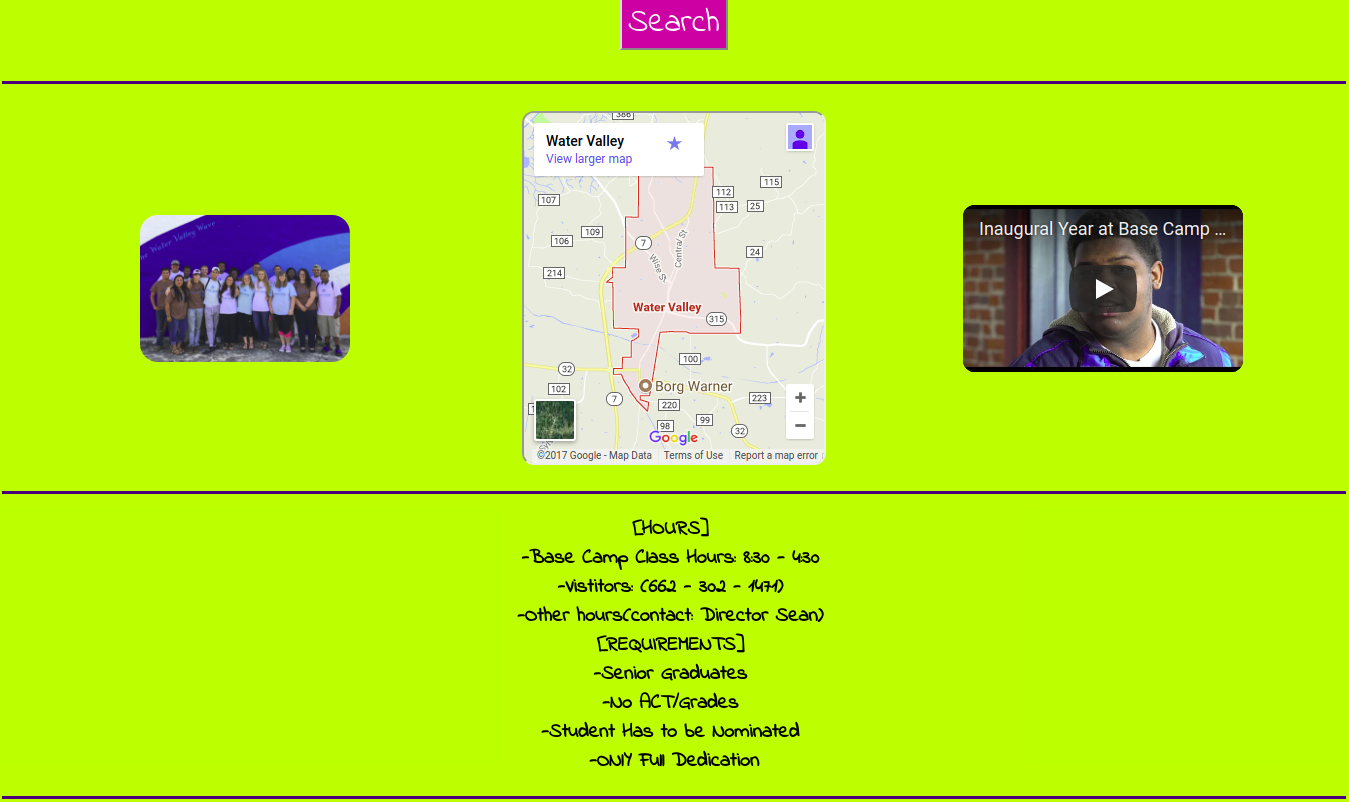 Search
386
Water Valley
View larger map
115
112
107
113
25
109
106
7
Central St
24
Wise St
214
The Water Valley Wave
Inaugural Year at Base Camp ...
Water Valley
315
100
32
Borg Warner
102
7
220
223
99
98
32
Google
©2017 Google - Map Data
Terms of Use
Report a map error
[HOURS]
-Base Camp Class Hours: 8:30 - 4:30
-Vistitors: (662 - 302 - 1471)
-Other hours(contact: Director Sean)
[REQUIREMENTS]
-Senior Graduates
-No ACT/Grades
-Student Has to be Nominated
-ONlY Full Dedication